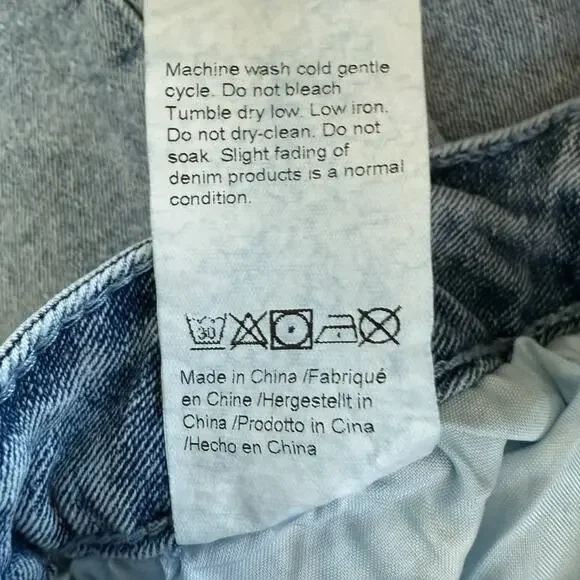 Machine wash cold gentle
cycle. Do not bleach
Tumble dry low. Low iron.
Do not dry-clean. Do not
soak. Slight fading of
denim products is a normal
condition.
30
Made in China /Fabriqué
en Chine /Hergestellt in
China /Prodotto in Cina
/Hecho en China